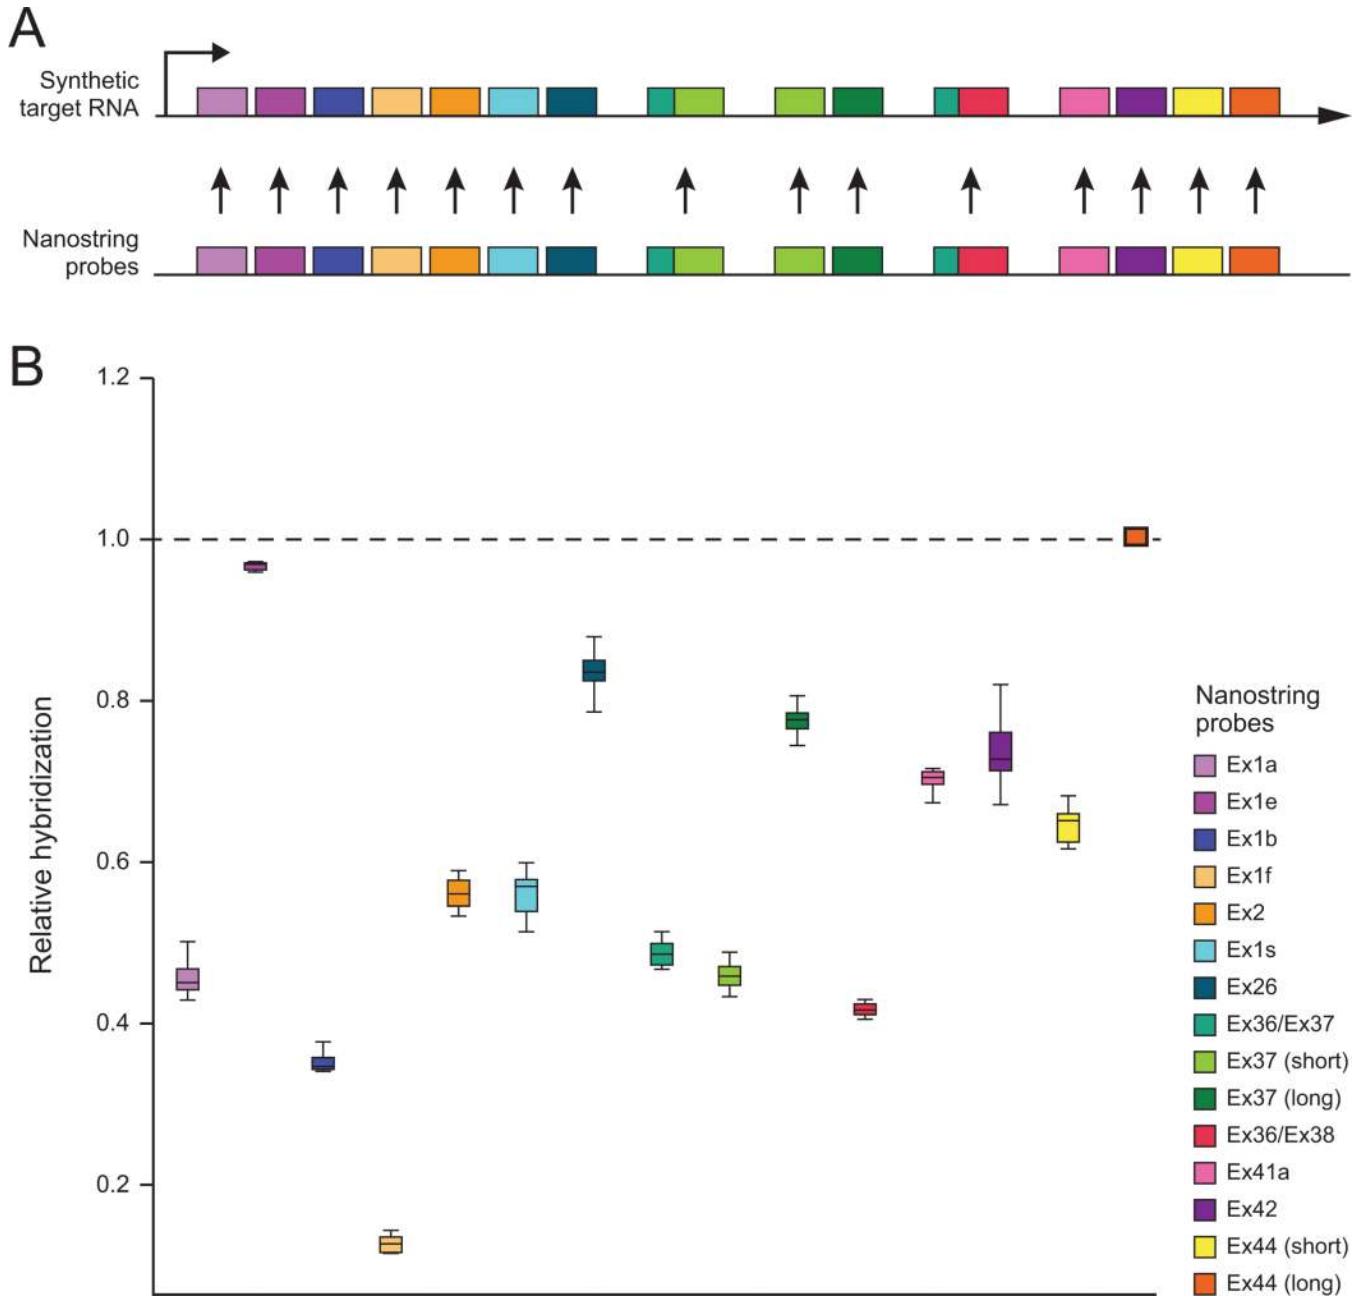 A
Synthetic
target RNA
Nanostring
probes
B
1.2
1.0
0.8
0.6
0.4
0.2
Relative hybridization
Nanostring
probes
Ex1a
Ex1e
Ex1b
Ex1f
Ex2
Ex1s
Ex26
Ex36/Ex37
Ex37 (short)
Ex37 (long)
Ex36/Ex38
Ex41a
Ex42
Ex44 (short)
Ex44 (long)